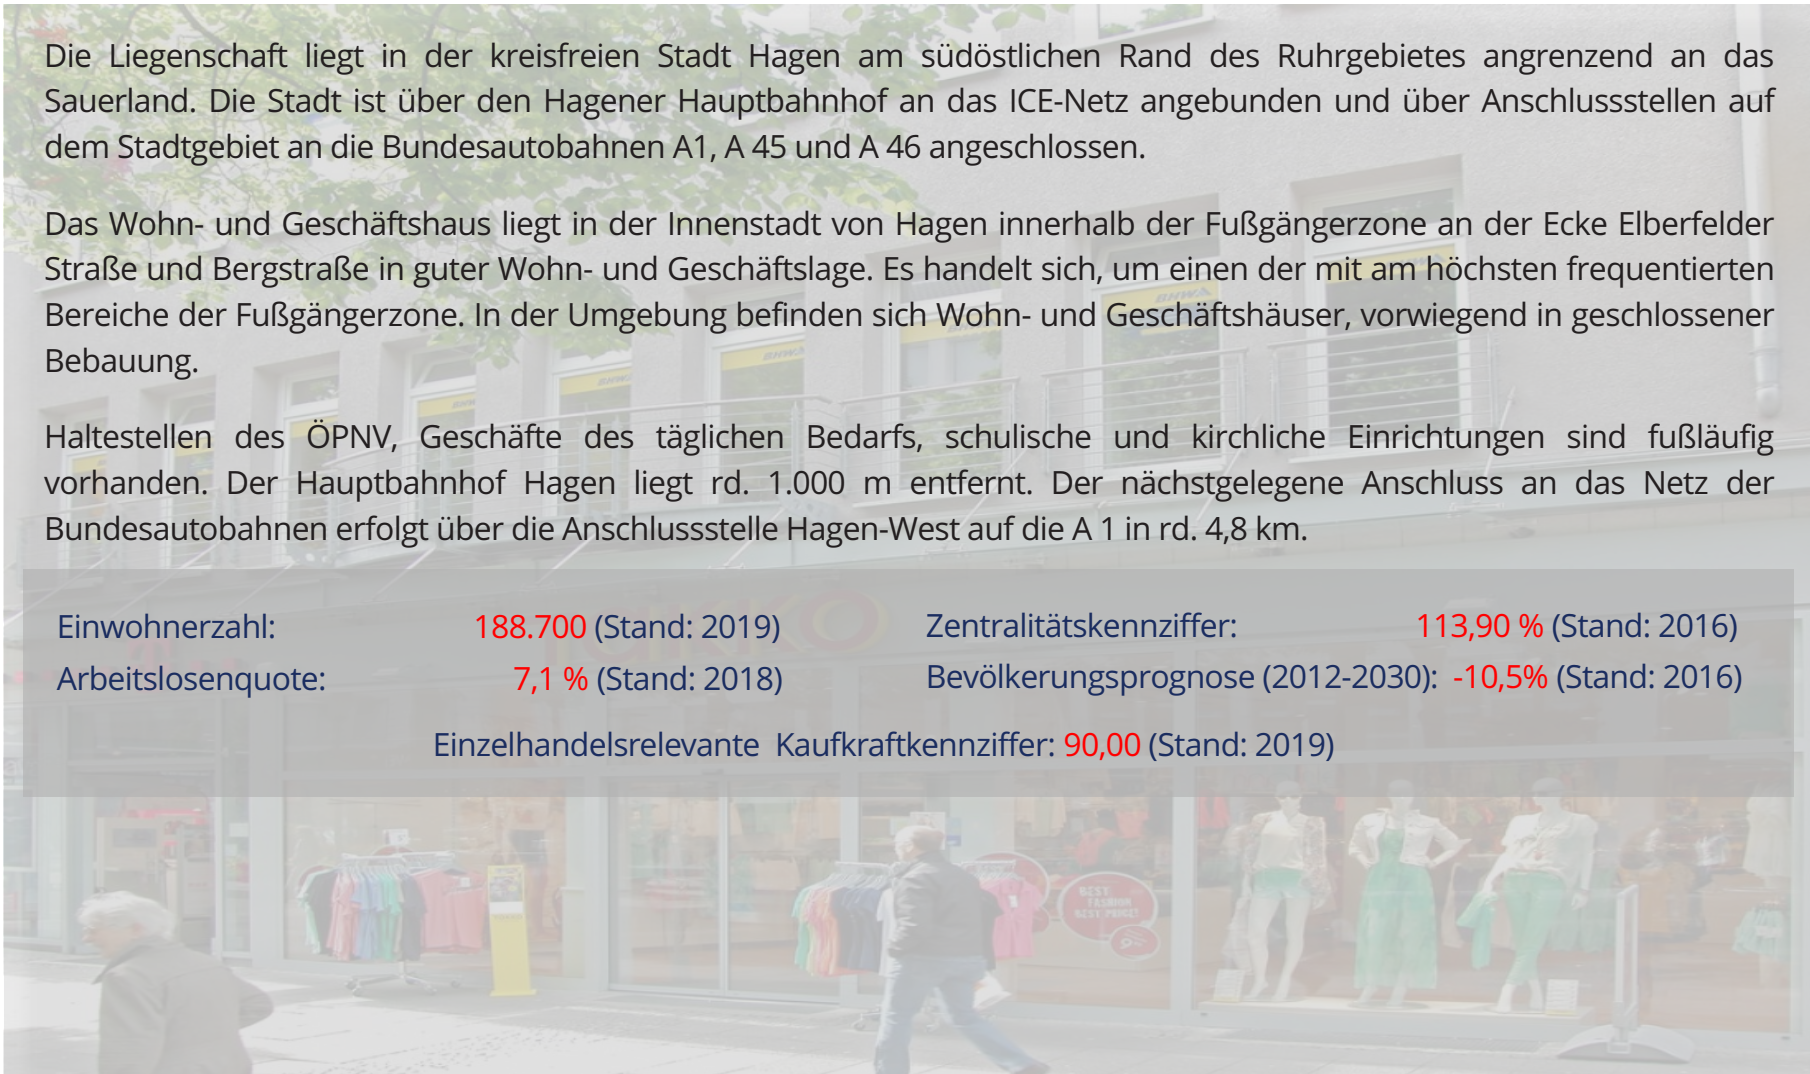 Die Liegenschaft liegt in der kreisfreien Stadt Hagen am südöstlichen Rand des Ruhrgebietes angrenzend an das
Sauerland. Die Stadt ist über den Hagener Hauptbahnhof an das ICE-Netz angebunden und über Anschlussstellen auf
dem Stadtgebiet an die Bundesautobahnen A1, A 45 und A 46 angeschlossen.
Das Wohn- und Geschäftshaus liegt in der Innenstadt von Hagen innerhalb der Fußgängerzone an der Ecke Elberfelder
Straße und Bergstraße in guter Wohn- und Geschäftslage. Es handelt sich, um einen der mit am höchsten frequentierten
Bereiche der Fußgängerzone. In der Umgebung befinden sich Wohn- und Geschäftshäuser, vorwiegend in geschlossener
Bebauung.
Haltestellen des ÖPNV, Geschäfte des täglichen Bedarfs, schulische und kirchliche Einrichtungen sind fußläufig
vorhanden. Der Hauptbahnhof Hagen liegt rd. 1.000 m entfernt. Der nächstgelegene Anschluss an das Netz der
Bundesautobahnen erfolgt über die Anschlussstelle Hagen-West auf die A 1 in rd. 4,8 km.
Einwohnerzahl: 188.700 (Stand: 2019) Zentralitätskennziffer: 113,90 % (Stand: 2016)
Arbeitslosenquote: 7,1 % (Stand: 2018) Bevölkerungsprognose (2012-2030): -10,5% (Stand: 2016)
Einzelhandelsrelevante Kaufkraftkennziffer: 90,00 (Stand: 2019)
BHWA
BHWA
BHWA
BEST
FASHION
BEST PRICE!